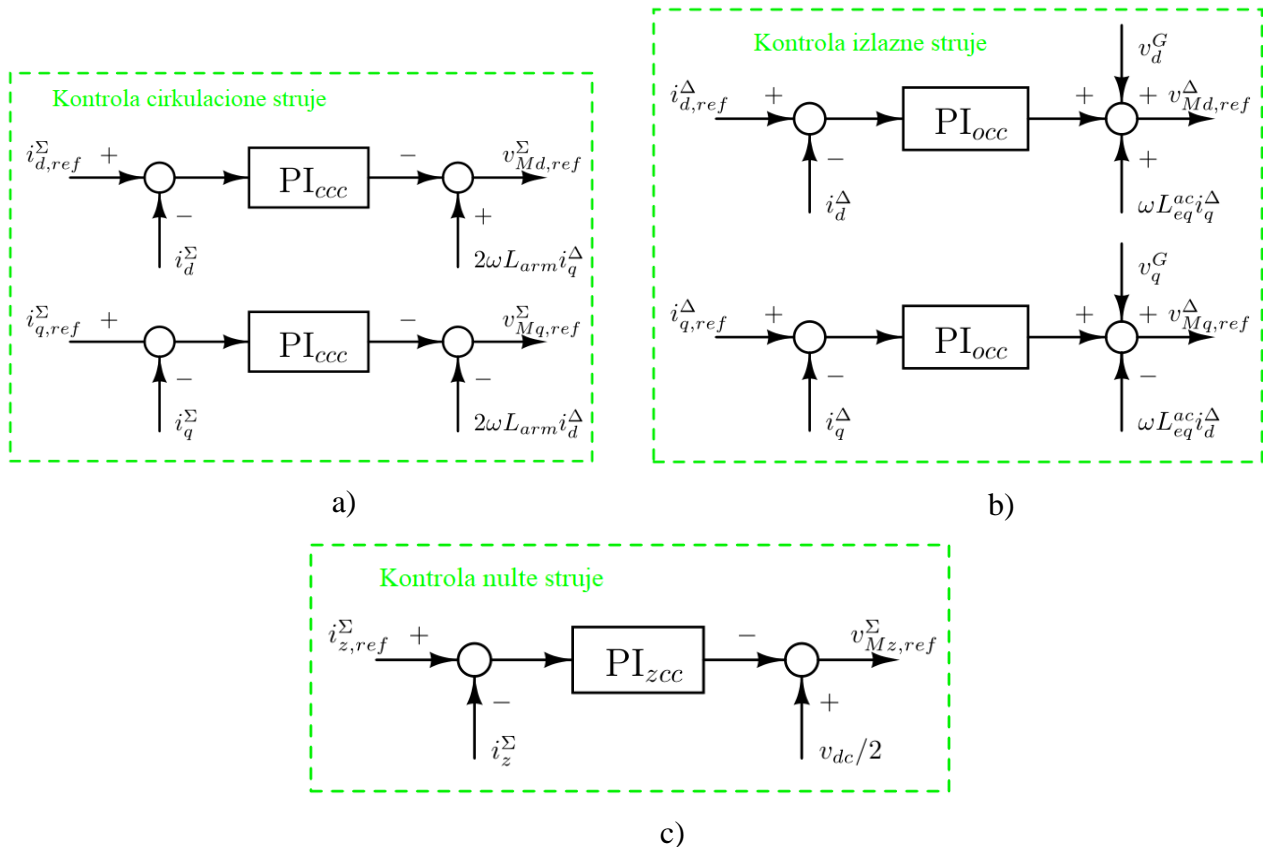 Kontrola cirkulacione struje
i^Σ_{d,ref} + PI_{ccc} − v^Σ_{Md,ref}
− +
i^Σ_d 2ωL_{arm}i^Δ_q
i^Σ_{q,ref} + PI_{ccc} − v^Σ_{Mq,ref}
− −
i^Σ_q 2ωL_{arm}i^Δ_d
a)
Kontrola izlazne struje
v^G_d
i^Δ_{d,ref} + PI_{occ} + + v^Δ_{Md,ref}
− +
i^Δ_d ωL^{ac}_{eq}i^Δ_q
v^G_q
i^Δ_{q,ref} + PI_{occ} + + v^Δ_{Mq,ref}
− −
i^Δ_q ωL^{ac}_{eq}i^Δ_d
b)
Kontrola nulte struje
i^Σ_{z,ref} + PI_{zcc} − v^Σ_{Mz,ref}
− +
i^Σ_z v_{dc}/2
c)